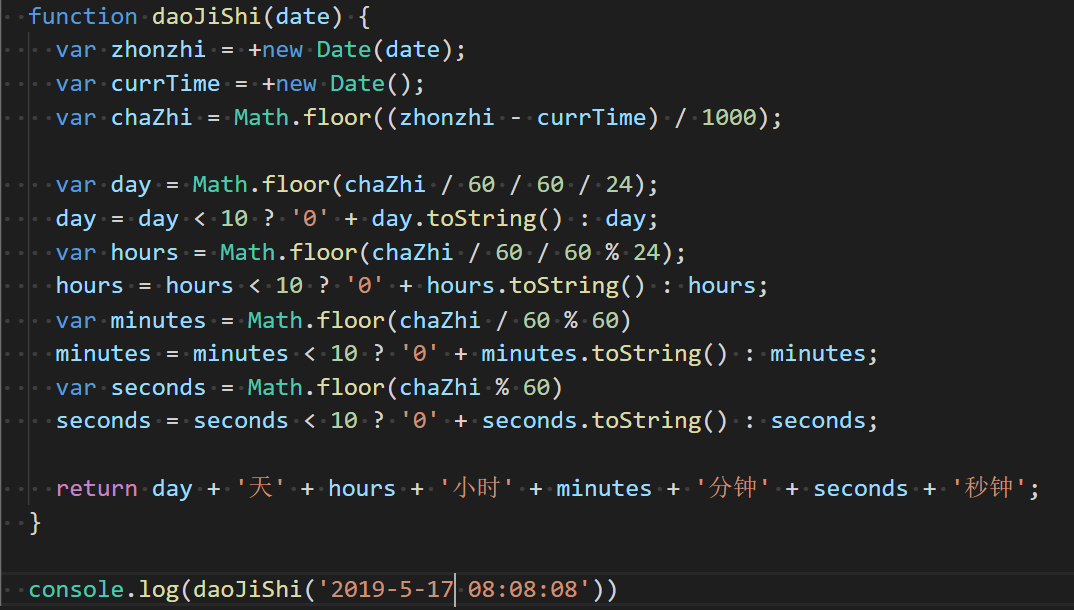 function daoJiShi(date) {
var zhonzhi = +new Date(date);
var currTime = +new Date();
var chaZhi = Math.floor((zhonzhi - currTime) / 1000);
var day = Math.floor(chaZhi / 60 / 60 / 24);
day = day < 10 ? '0' + day.toString() : day;
var hours = Math.floor(chaZhi / 60 / 60 % 24);
hours = hours < 10 ? '0' + hours.toString() : hours;
var minutes = Math.floor(chaZhi / 60 % 60)
minutes = minutes < 10 ? '0' + minutes.toString() : minutes;
var seconds = Math.floor(chaZhi % 60)
seconds = seconds < 10 ? '0' + seconds.toString() : seconds;
return day + '天' + hours + '小时' + minutes + '分钟' + seconds + '秒钟';
}
console.log(daoJiShi('2019-5-17 08:08:08'))